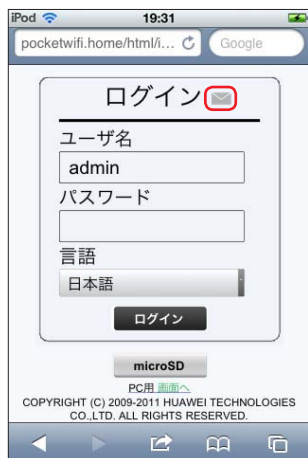 iPod 19:31
pocketwifi.home/html/i... Google
ログイン
ユーザ名
admin
パスワード
言語
日本語
ログイン
microSD
PC用 画面へ
COPYRIGHT (C) 2009-2011 HUAWEI TECHNOLOGIES
CO.,LTD. ALL RIGHTS RESERVED.